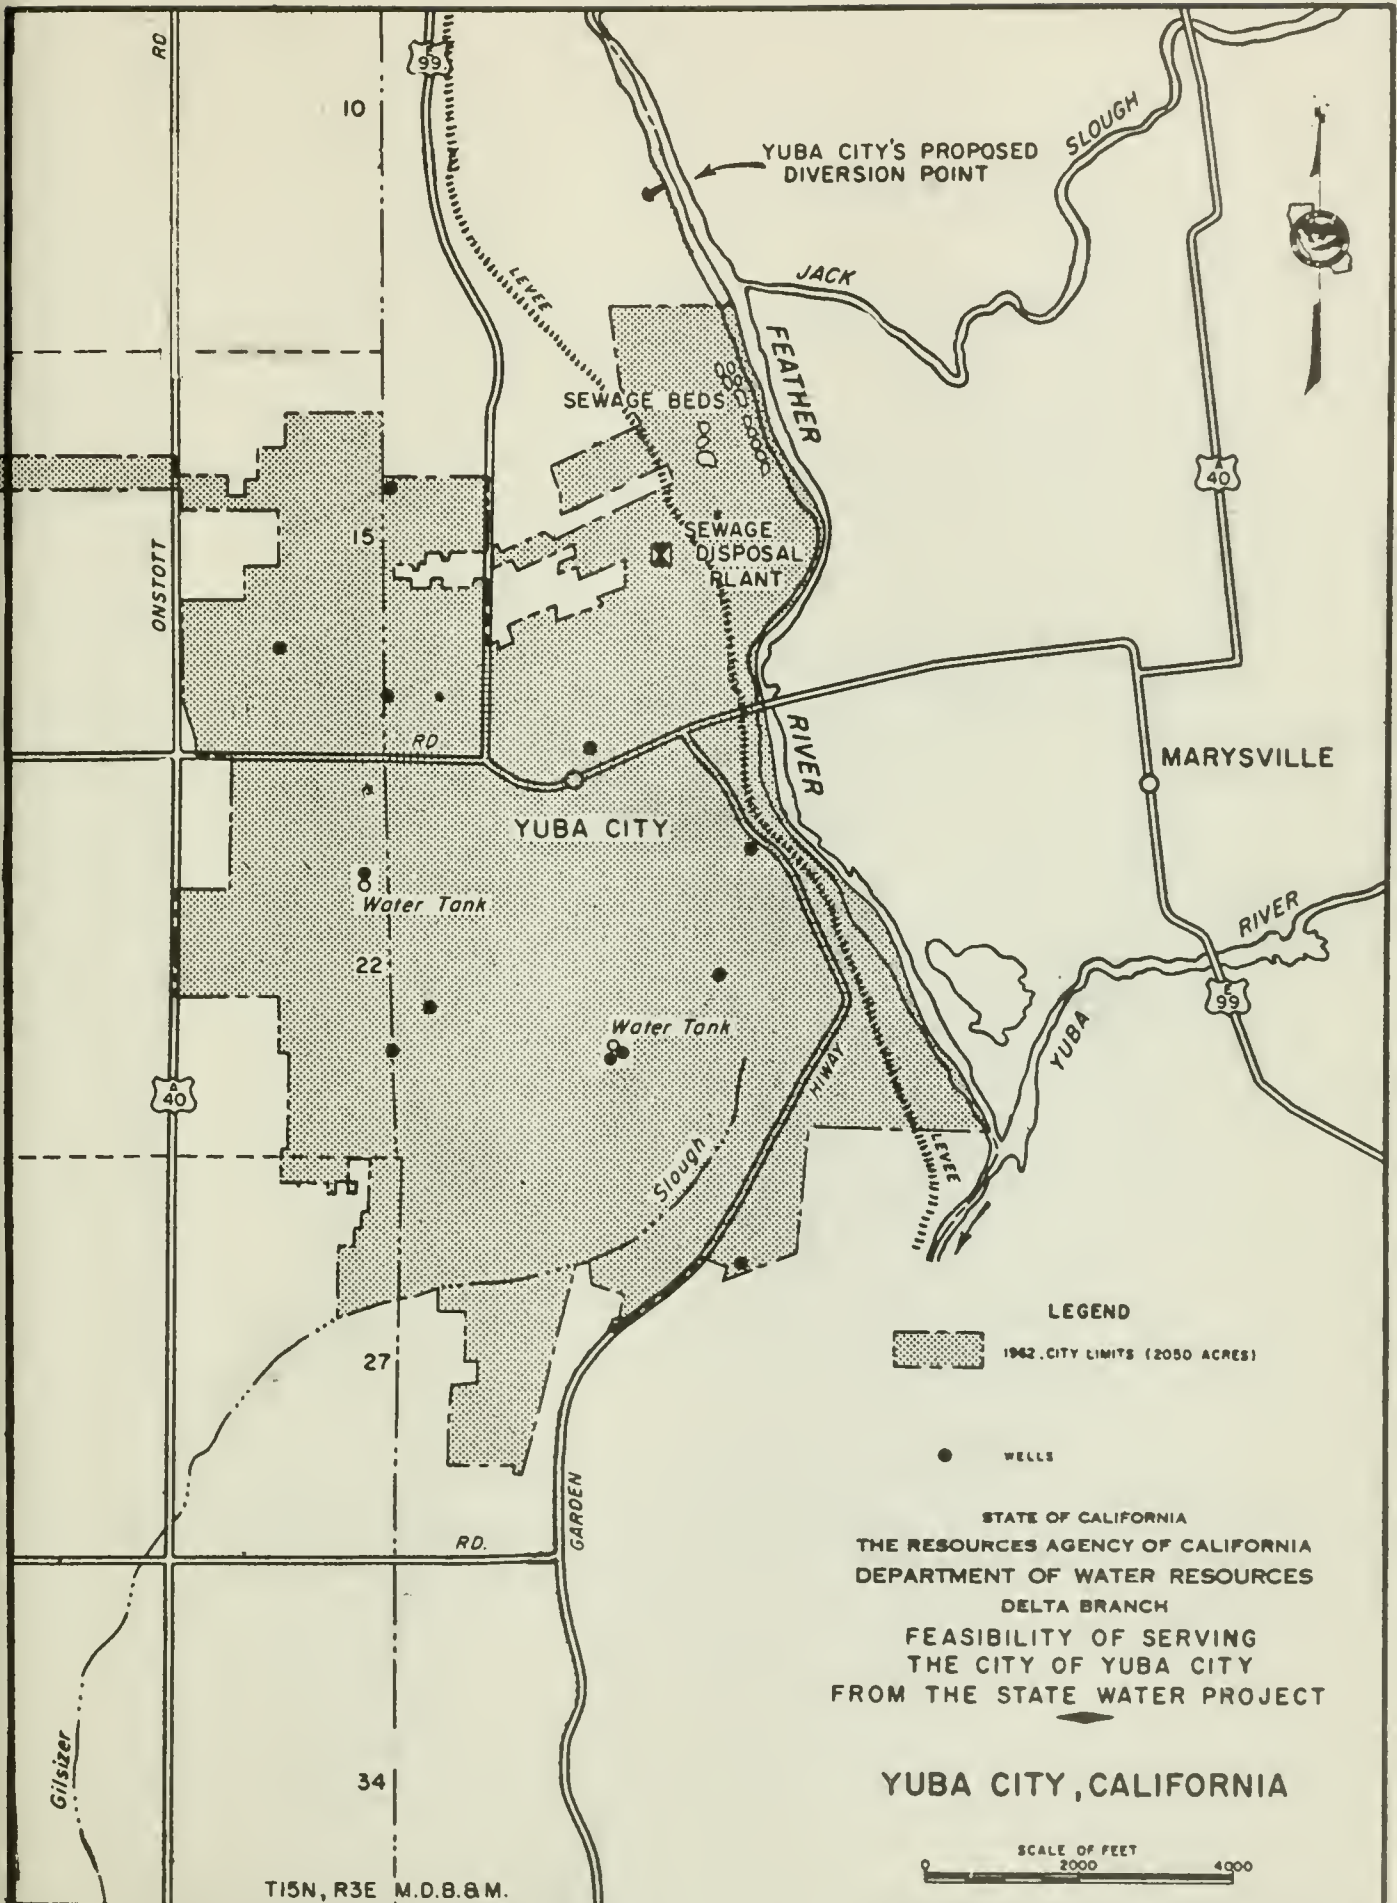 RD
E
99
10
YUBA CITY'S PROPOSED
DIVERSION POINT
SLOUGH
LEVEE
JACK
FEATHER
SEWAGE BEDS
A
40
15
SEWAGE
DISPOSAL
PLANT
ONSTOTT
RD
RIVER
MARYSVILLE
YUBA CITY
Water Tank
RIVER
22
E
99
Water Tank
YUBA
HIWAY
A
40
LEVEE
Slough
LEGEND
1962 CITY LIMITS (2050 ACRES)
27
WELLS
GARDEN
RD.
STATE OF CALIFORNIA
THE RESOURCES AGENCY OF CALIFORNIA
DEPARTMENT OF WATER RESOURCES
DELTA BRANCH
FEASIBILITY OF SERVING
THE CITY OF YUBA CITY
FROM THE STATE WATER PROJECT
Gilsizer
34
YUBA CITY, CALIFORNIA
SCALE OF FEET
0 2000 4000
T15N, R3E M.D.B.&M.